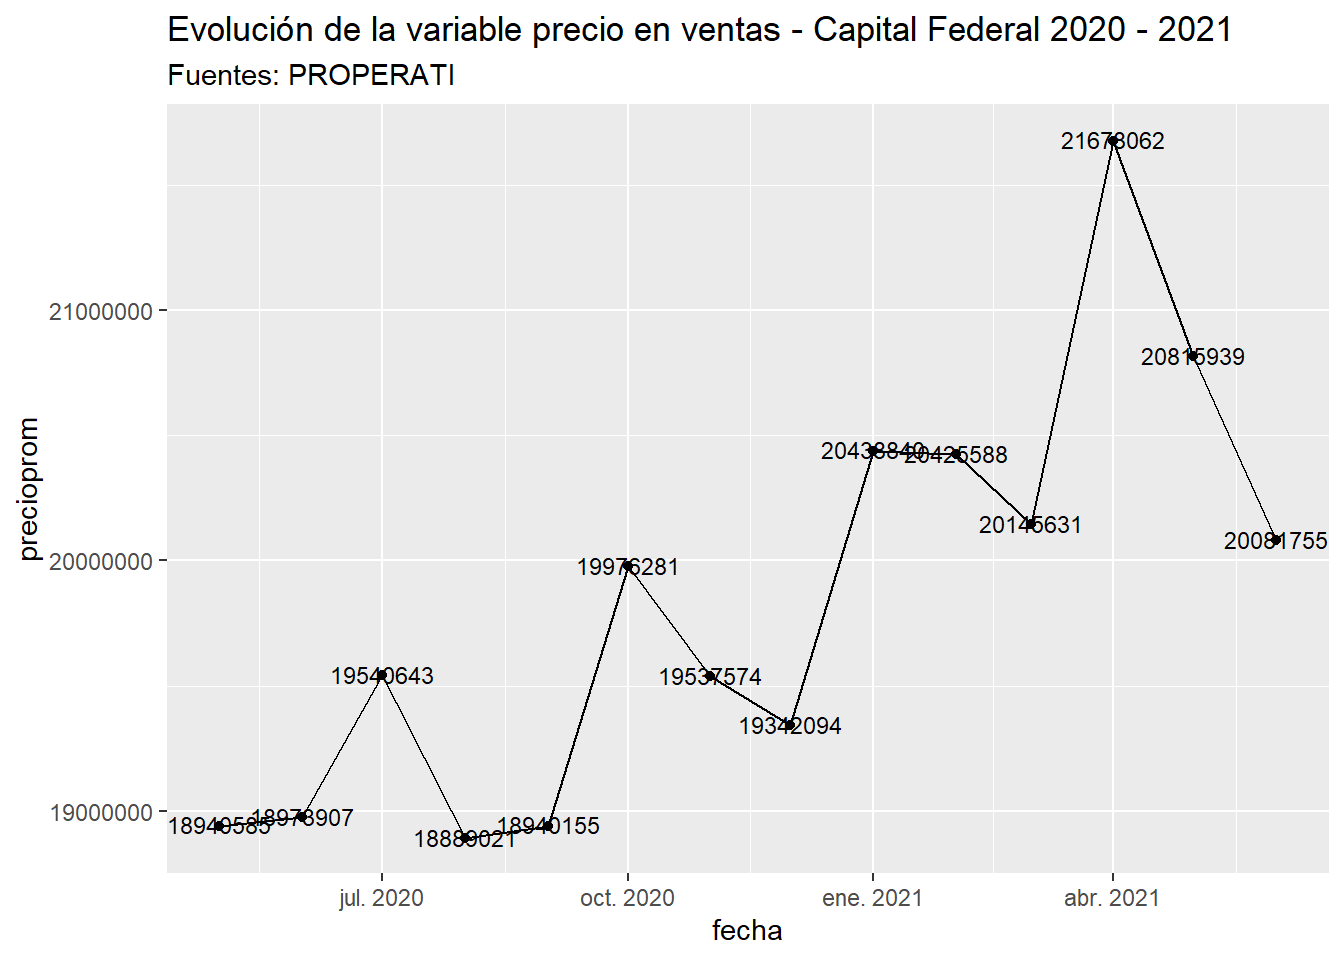 Evolución de la variable precio en ventas - Capital Federal 2020 - 2021
Fuentes: PROPERATI
precioprom
21000000
20000000
19000000
18940585
18973907
19540643
18889021
18940155
19976281
19537574
19342094
20438840
20425588
20145631
21678062
20815939
20081755
jul. 2020
oct. 2020
ene. 2021
abr. 2021
fecha